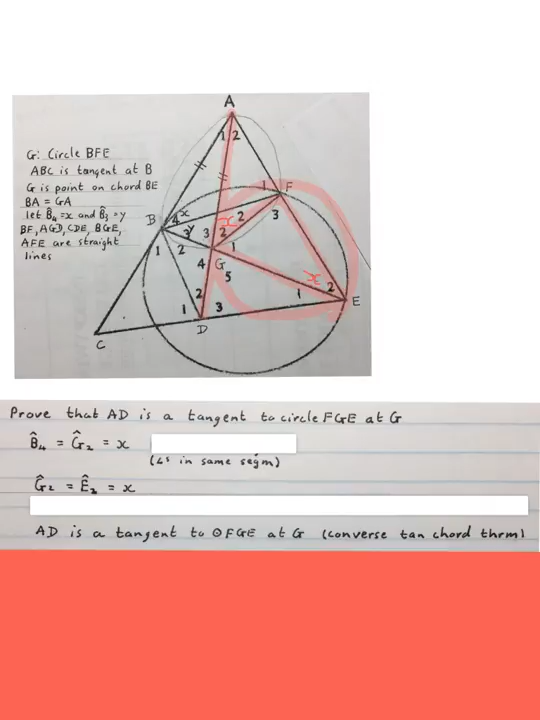 A
1 2
G: Circle BFE
ABC is tangent at B
G is point on chord BE
BA = GA
let B̂₄ = x and B̂₃ = y
BF, AGD, CDE, BGE,
AFE are straight
lines
1 F
B 4 x
2 3
3 y 3 x 2
1 2 4 G 1
5
x 2
1 E
2
1 3
D
C
Prove that AD is a tangent to circle FGE at G
B̂₄ = Ĝ₂ = x
(∠s in same segm)
Ĝ₂ = Ê₂ = x
AD is a tangent to ⊙FGE at G (converse tan chord thrm)